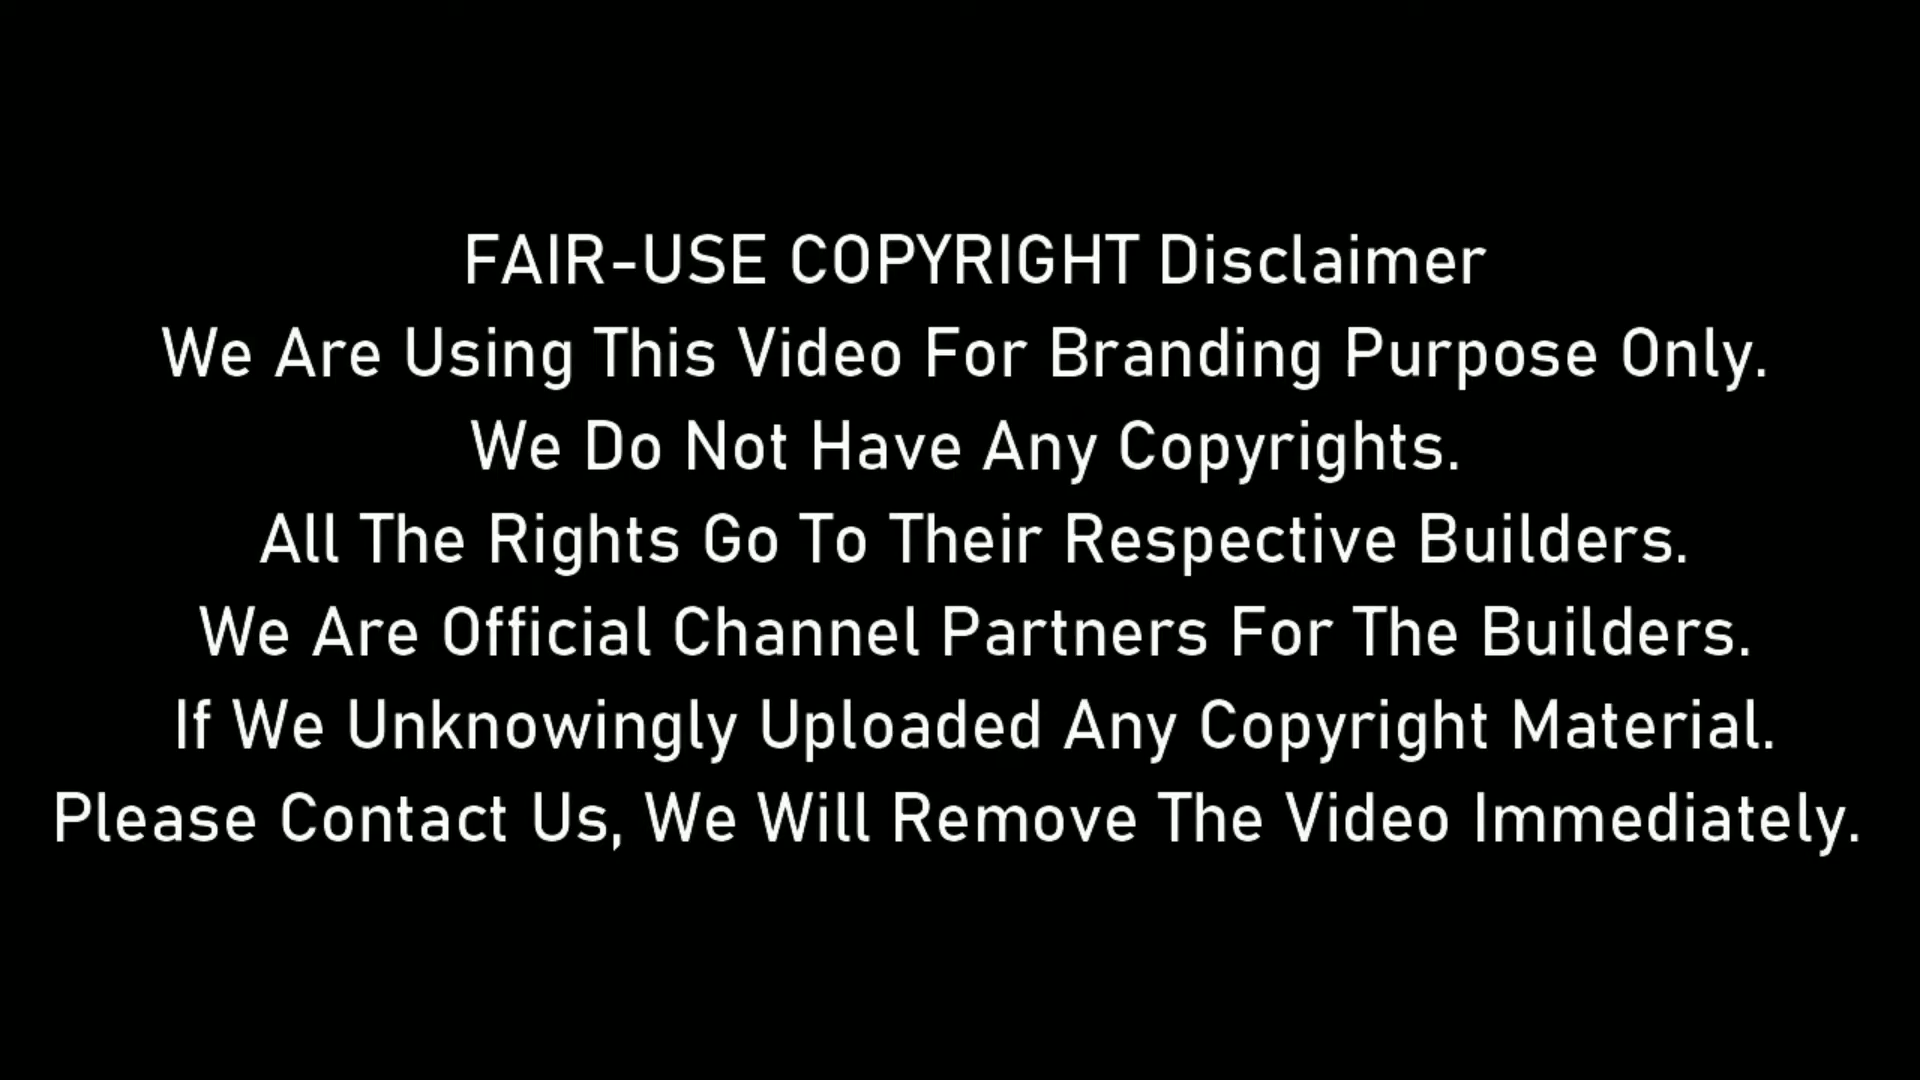 FAIR-USE COPYRIGHT Disclaimer
We Are Using This Video For Branding Purpose Only.
We Do Not Have Any Copyrights.
All The Rights Go To Their Respective Builders.
We Are Official Channel Partners For The Builders.
If We Unknowingly Uploaded Any Copyright Material.
Please Contact Us, We Will Remove The Video Immediately.